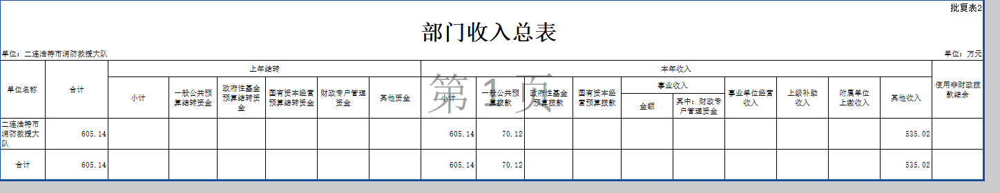 批复表2
部门收入总表
单位：二连浩特市消防救援大队 单位：万元
单位名称 合计 上年结转 本年收入 使用非财政拨款结余
小计 一般公共预算结转资金 政府性基金预算结转资金 国有资本经营预算结转资金 财政专户管理资金 其他资金 小计 一般公共预算拨款 政府性基金预算拨款 国有资本经营预算拨款 事业收入 事业单位经营收入 上级补助收入 附属单位上缴收入 其他收入
金额 其中：财政专户管理资金
二连浩特市消防救援大队 605.14 605.14 70.12 535.02
合计 605.14 605.14 70.12 535.02
第 1 页